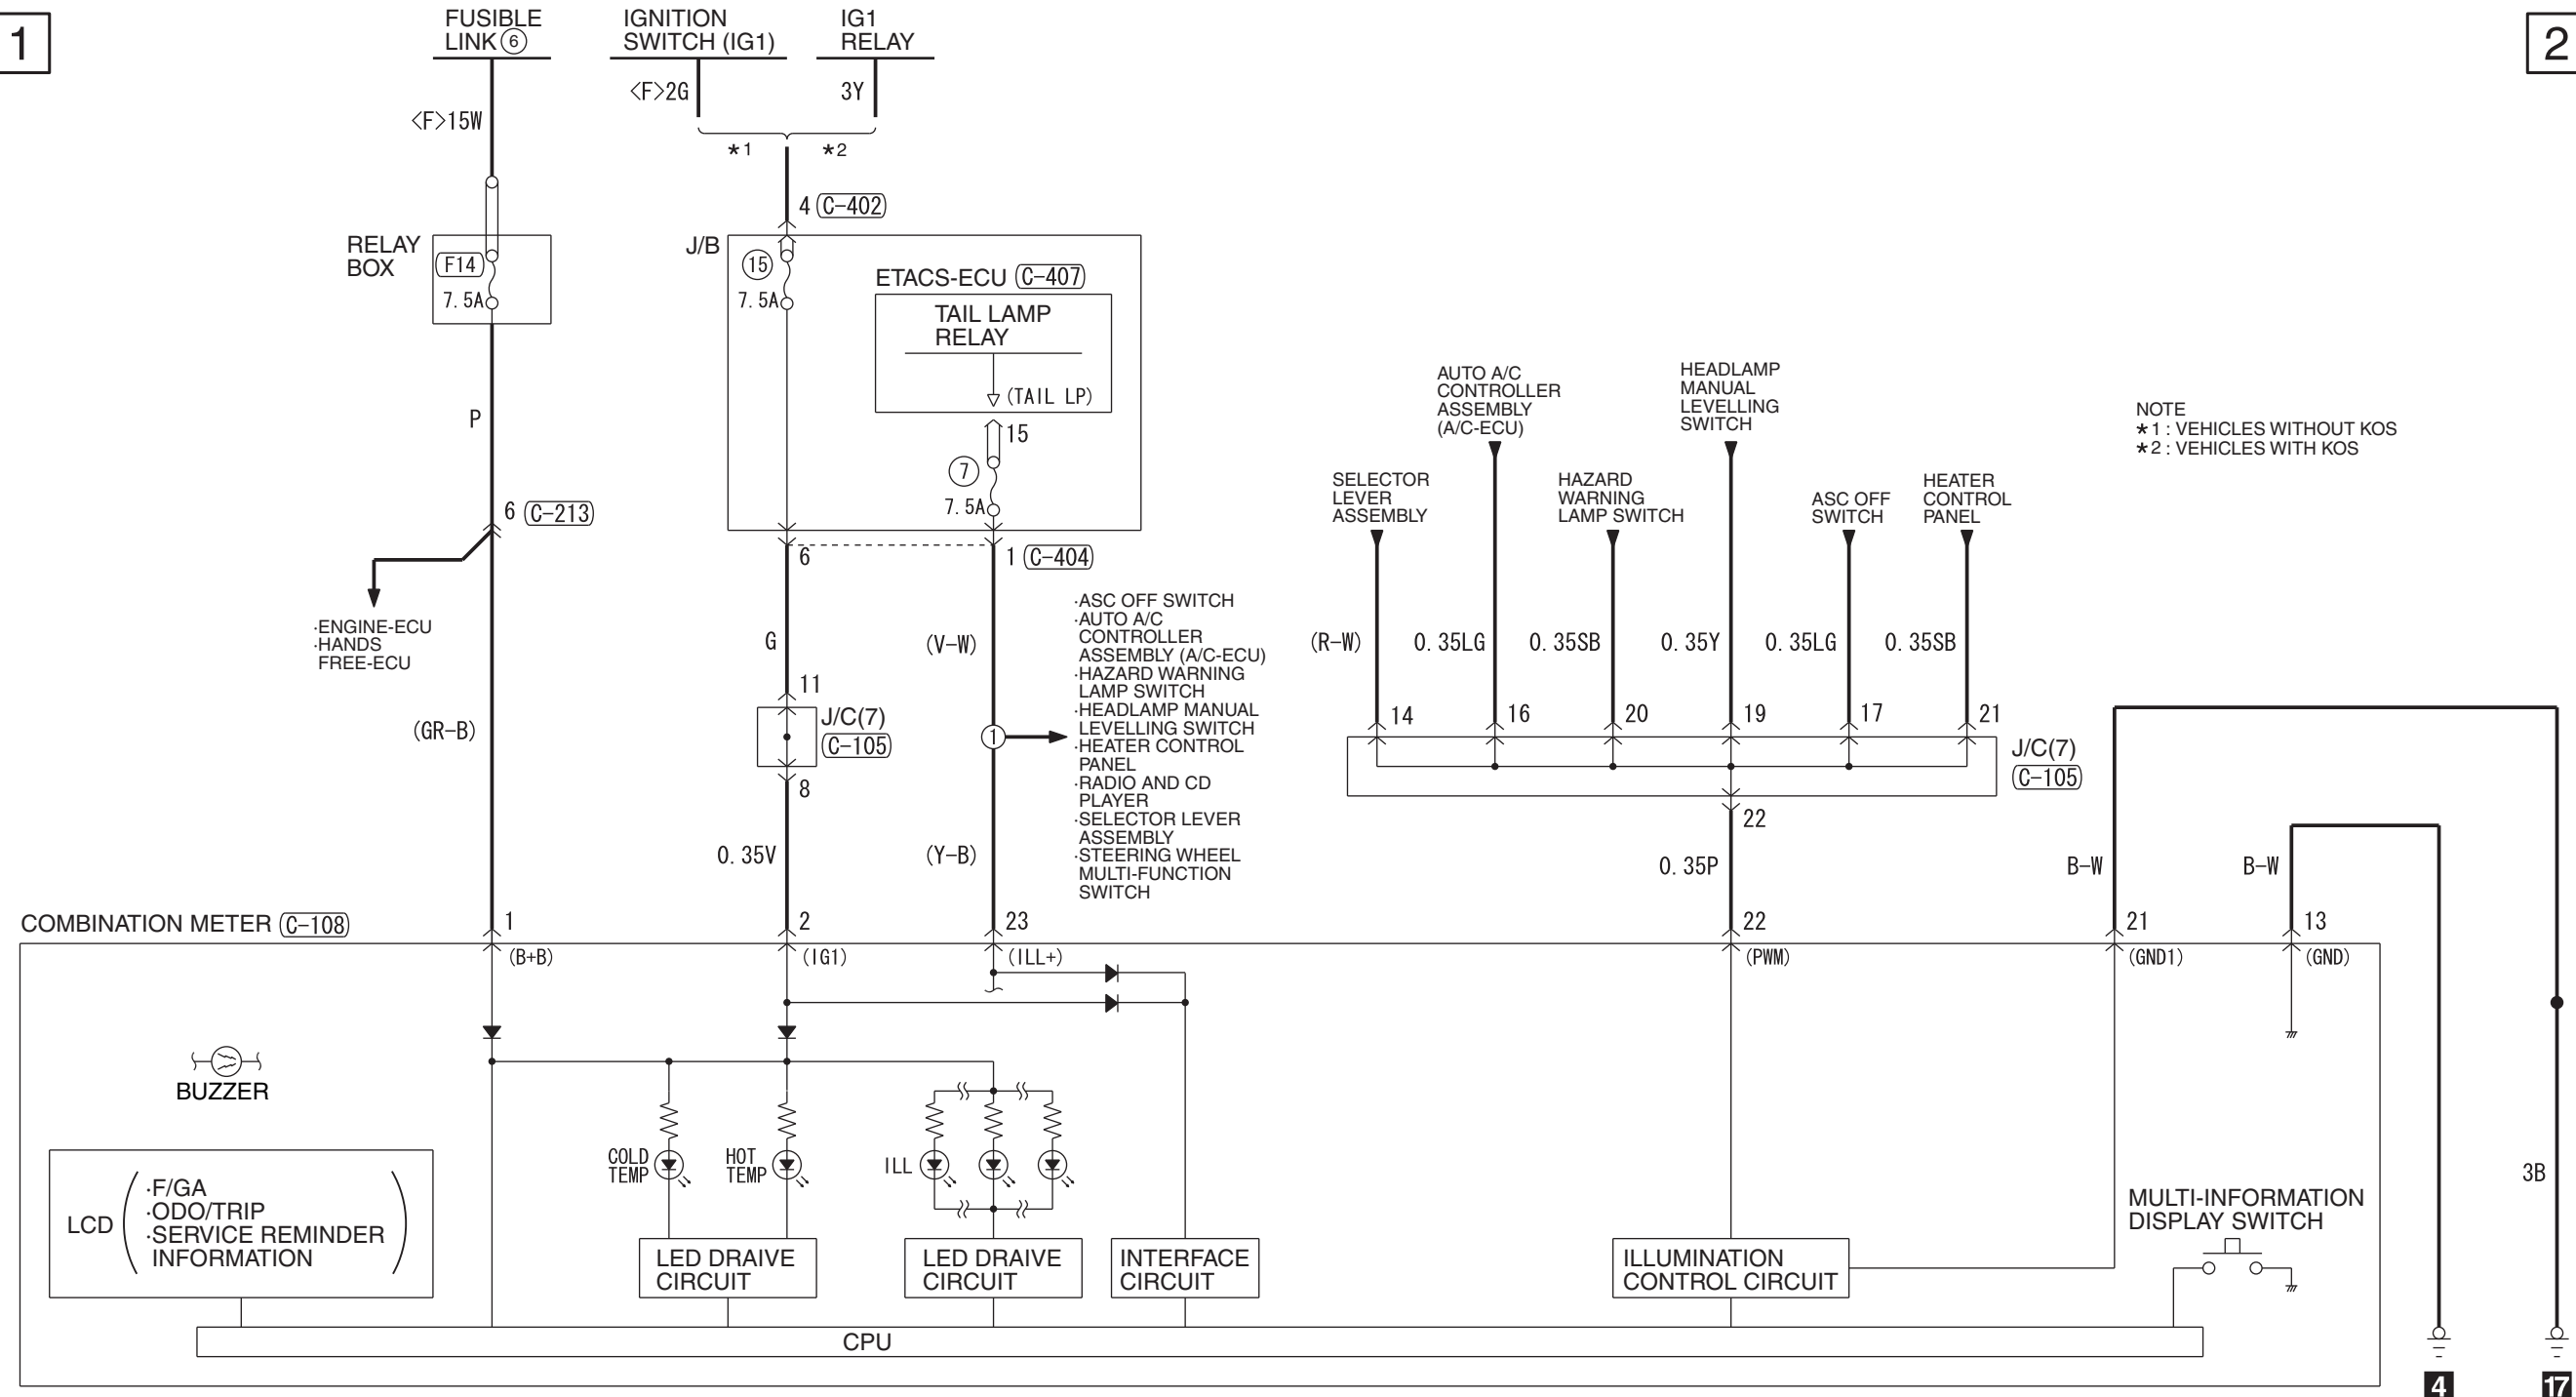 1
2
FUSIBLE
LINK 6
IGNITION
SWITCH (IG1)
IG1
RELAY
<F>2G
3Y
<F>15W
*1
*2
4 C-402
RELAY
BOX
F14
7.5A
J/B
15
7.5A
ETACS-ECU C-407
TAIL LAMP
RELAY
(TAIL LP)
15
7
7.5A
P
6 C-213
6
1 C-404
·ENGINE-ECU
·HANDS
FREE-ECU
(GR-B)
G
(V-W)
11
J/C(7)
C-105
8
1
·ASC OFF SWITCH
·AUTO A/C
CONTROLLER
ASSEMBLY (A/C-ECU)
·HAZARD WARNING
LAMP SWITCH
·HEADLAMP MANUAL
LEVELLING SWITCH
·HEATER CONTROL
PANEL
·RADIO AND CD
PLAYER
·SELECTOR LEVER
ASSEMBLY
·STEERING WHEEL
MULTI-FUNCTION
SWITCH
0.35V
(Y-B)
SELECTOR
LEVER
ASSEMBLY
AUTO A/C
CONTROLLER
ASSEMBLY
(A/C-ECU)
HAZARD
WARNING
LAMP SWITCH
HEADLAMP
MANUAL
LEVELLING
SWITCH
ASC OFF
SWITCH
HEATER
CONTROL
PANEL
NOTE
*1 : VEHICLES WITHOUT KOS
*2 : VEHICLES WITH KOS
(R-W)
0.35LG
0.35SB
0.35Y
0.35LG
0.35SB
14
16
20
19
17
21
J/C(7)
C-105
22
0.35P
B-W
B-W
COMBINATION METER C-108
1
2
23
22
21
13
(B+B)
(IG1)
(ILL+)
(PWM)
(GND1)
(GND)
BUZZER
LCD
·F/GA
·ODO/TRIP
·SERVICE REMINDER
INFORMATION
COLD
TEMP
HOT
TEMP
ILL
LED DRAIVE
CIRCUIT
LED DRAIVE
CIRCUIT
INTERFACE
CIRCUIT
ILLUMINATION
CONTROL CIRCUIT
MULTI-INFORMATION
DISPLAY SWITCH
3B
CPU
4
17